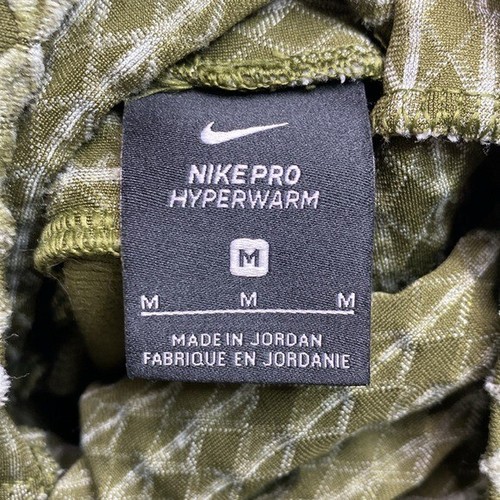 NIKE PRO
HYPERWARM
M
M M M
MADE IN JORDAN
FABRIQUE EN JORDANIE